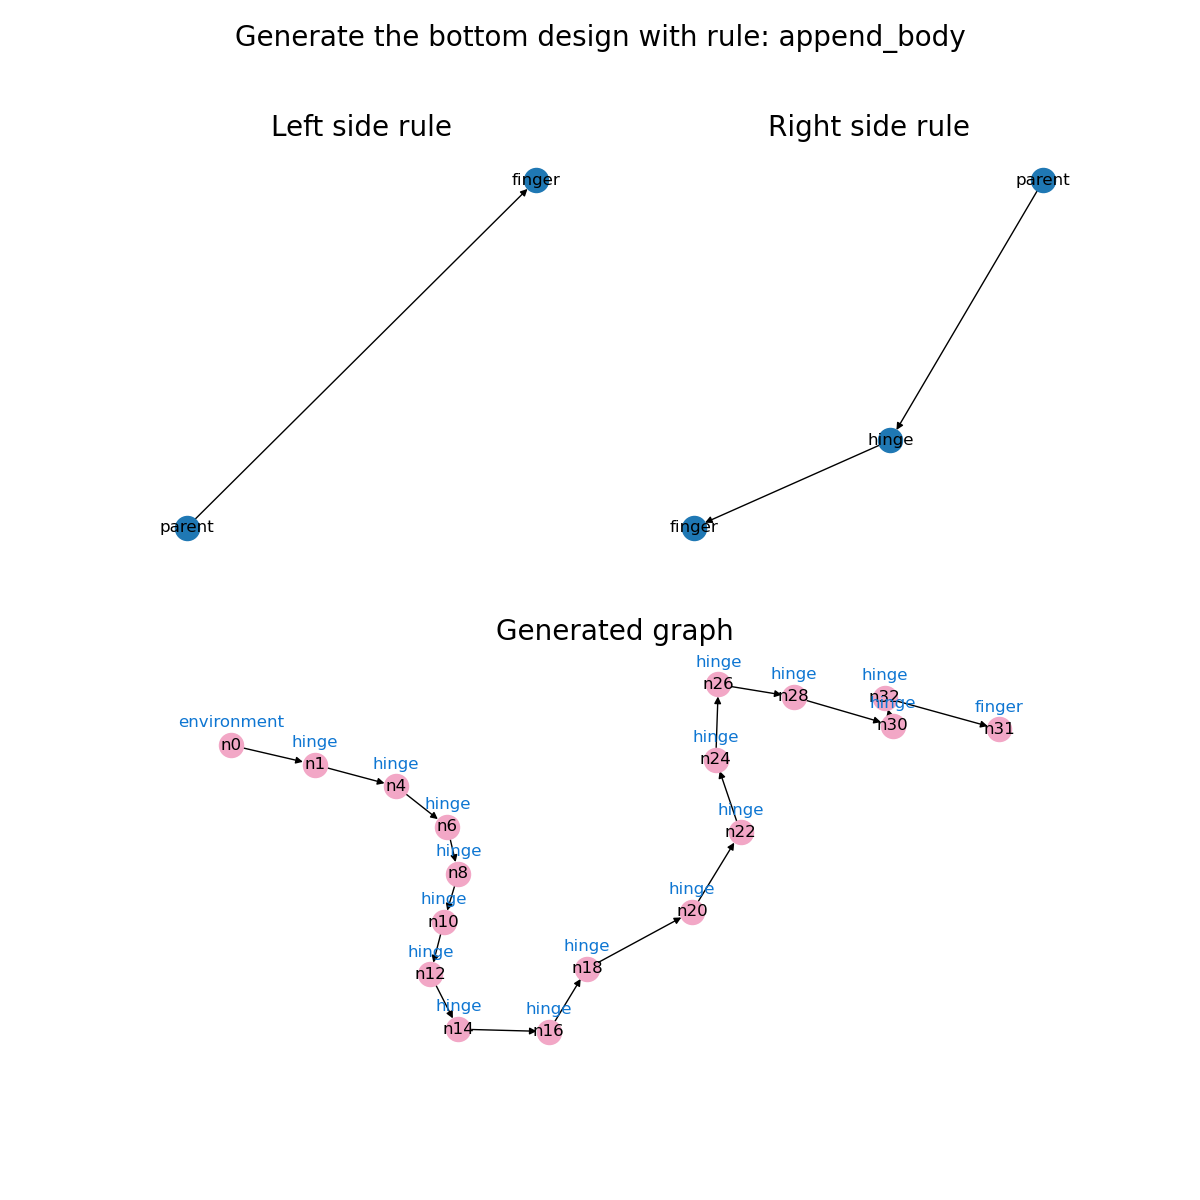 Generate the bottom design with rule: append_body
Left side rule
Right side rule
finger
parent
parent
hinge
finger
Generated graph
environment
n0
hinge
n1
hinge
n4
hinge
n6
hinge
n8
hinge
n10
hinge
n12
hinge
n14
hinge
n16
hinge
n18
hinge
n20
hinge
n22
hinge
n24
hinge
n26
hinge
n28
hinge
n30
hinge
n32
finger
n31